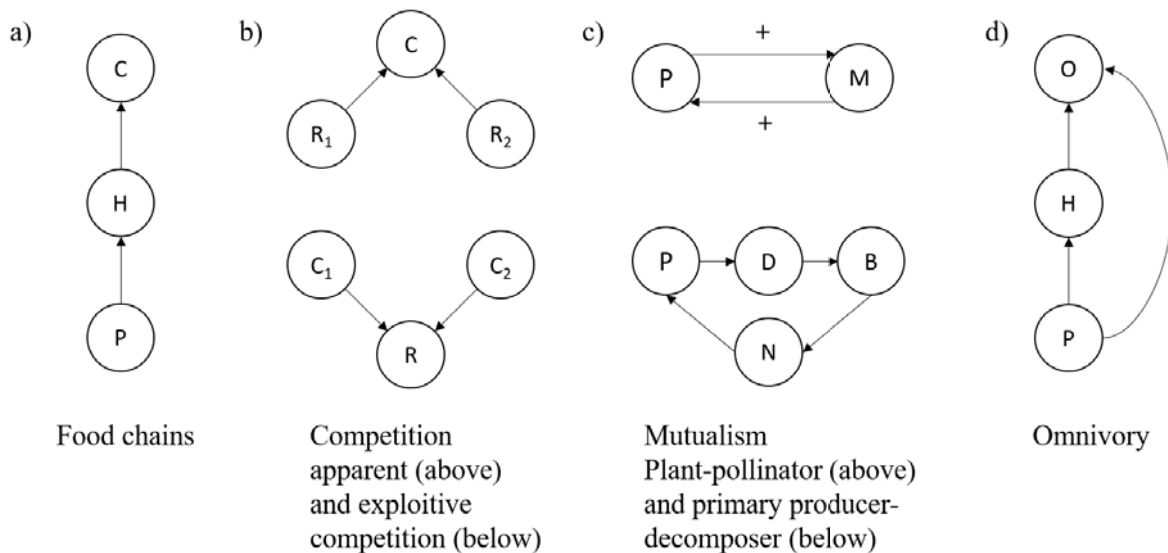 a)
C
H
P
Food chains
b)
C
R₁
R₂
C₁
C₂
R
Competition
apparent (above)
and exploitive
competition (below)
c)
+
P
M
+
P
D
B
N
Mutualism
Plant-pollinator (above)
and primary producer-
decomposer (below)
d)
O
H
P
Omnivory